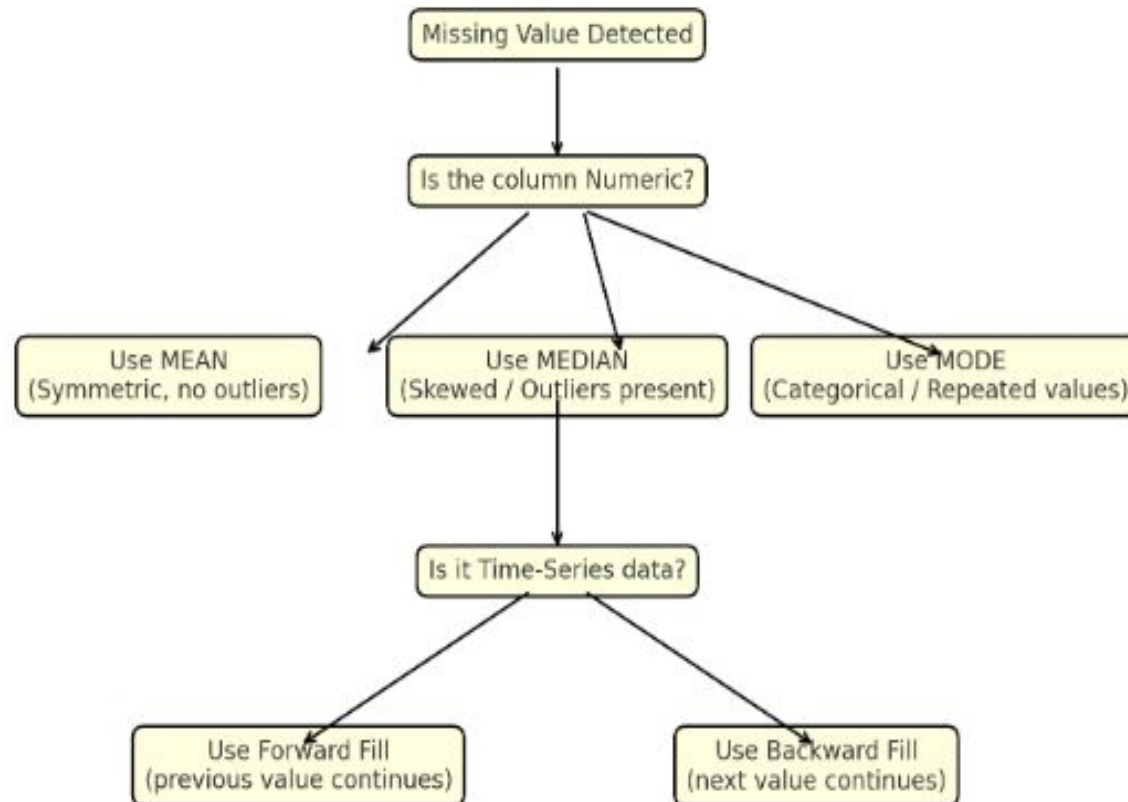 Missing Value Detected
Is the column Numeric?
Use MEAN
(Symmetric, no outliers)
Use MEDIAN
(Skewed / Outliers present)
Use MODE
(Categorical / Repeated values)
Is it Time-Series data?
Use Forward Fill
(previous value continues)
Use Backward Fill
(next value continues)